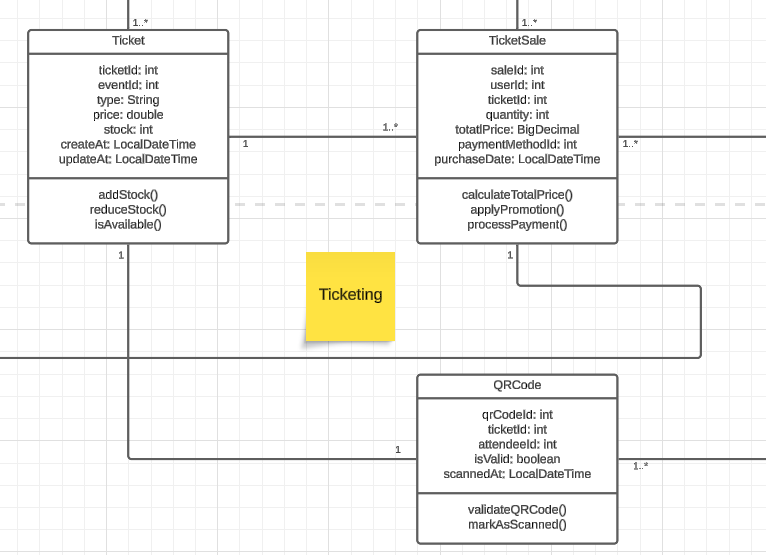 1..*
Ticket
ticketId: int
eventId: int
type: String
price: double
stock: int
createAt: LocalDateTime
updateAt: LocalDateTime
addStock()
reduceStock()
isAvailable()
1
1..*
1..*
TicketSale
saleId: int
userId: int
ticketId: int
quantity: int
totatlPrice: BigDecimal
paymentMethodId: int
purchaseDate: LocalDateTime
calculateTotalPrice()
applyPromotion()
processPayment()
1..*
1
1
Ticketing
QRCode
qrCodeId: int
ticketId: int
attendeeId: int
isValid: boolean
scannedAt: LocalDateTime
validateQRCode()
markAsScanned()
1
1..*